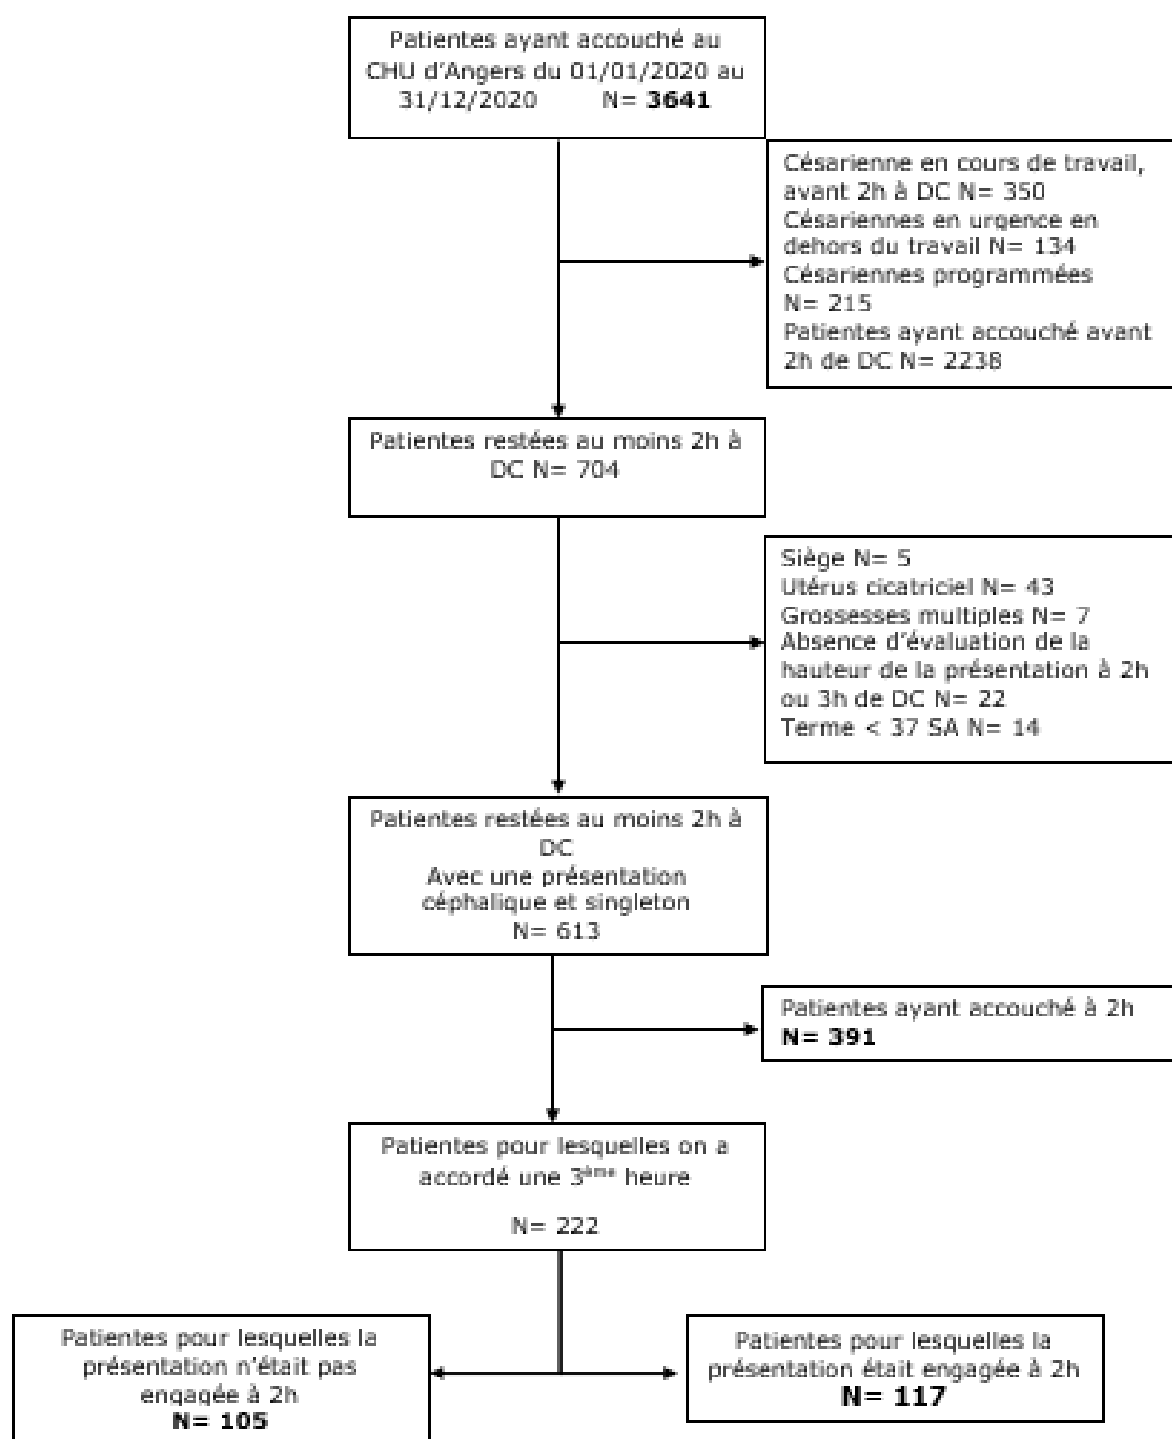 Patientes ayant accouché au
CHU d'Angers du 01/01/2020 au
31/12/2020 N= 3641
Césarienne en cours de travail,
avant 2h à DC N= 350
Césariennes en urgence en
dehors du travail N= 134
Césariennes programmées
N= 215
Patientes ayant accouché avant
2h de DC N= 2238
Patientes restées au moins 2h à
DC N= 704
Siège N= 5
Utérus cicatriciel N= 43
Grossesses multiples N= 7
Absence d'évaluation de la
hauteur de la présentation à 2h
ou 3h de DC N= 22
Terme < 37 SA N= 14
Patientes restées au moins 2h à
DC
Avec une présentation
céphalique et singleton
N= 613
Patientes ayant accouché à 2h
N= 391
Patientes pour lesquelles on a
accordé une 3ème heure
N= 222
Patientes pour lesquelles la
présentation n'était pas
engagée à 2h
N= 105
Patientes pour lesquelles la
présentation était engagée à 2h
N= 117